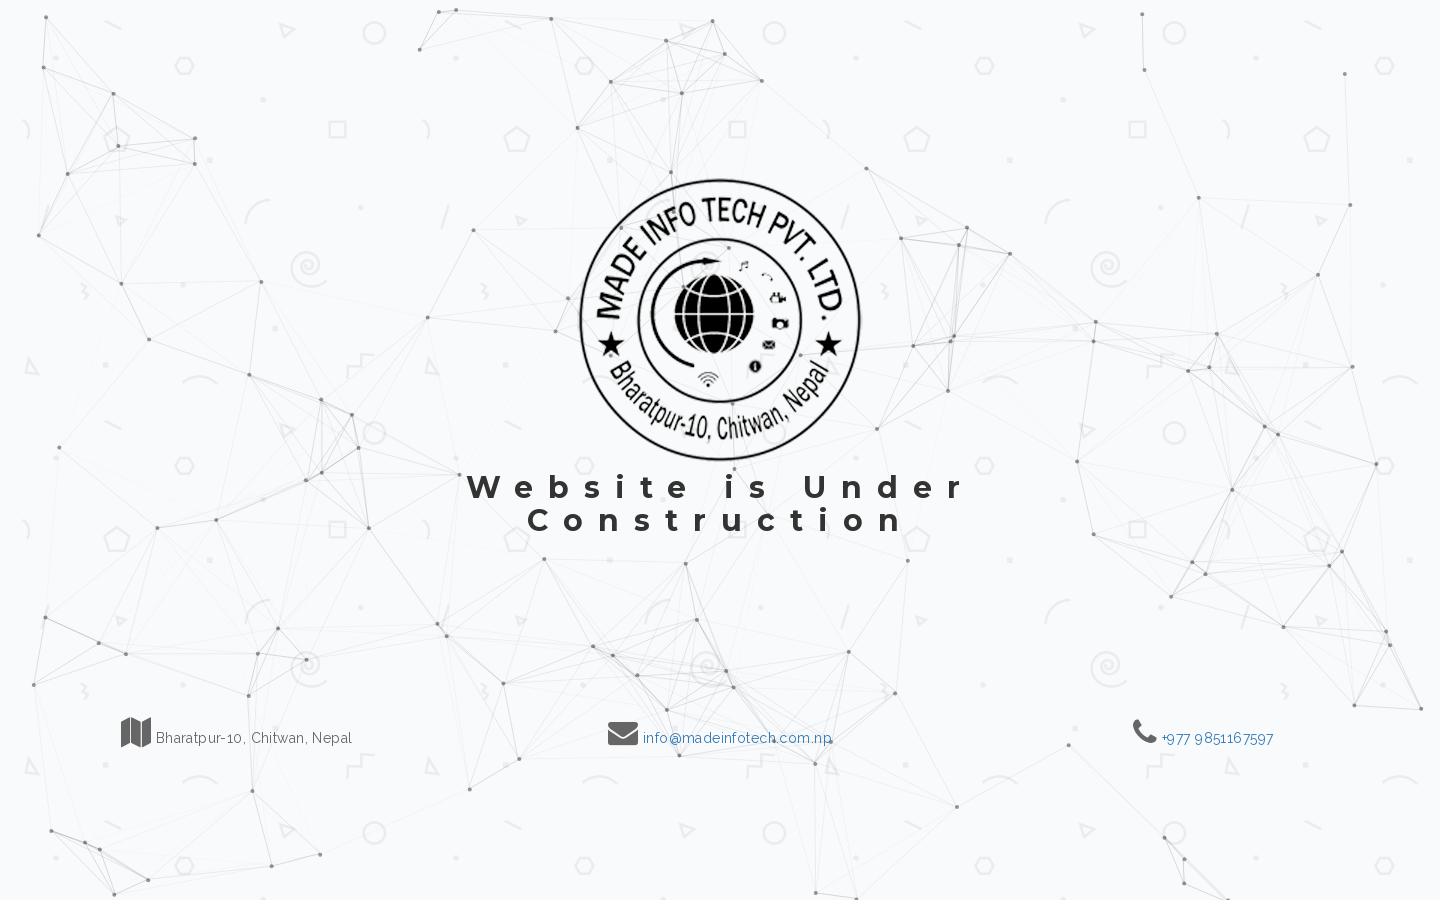 MADE INFO TECH PVT. LTD.
Bharatpur-10, Chitwan, Nepal
Website is Under
Construction
Bharatpur-10, Chitwan, Nepal
info@madeinfotech.com.np
+977 9851167597